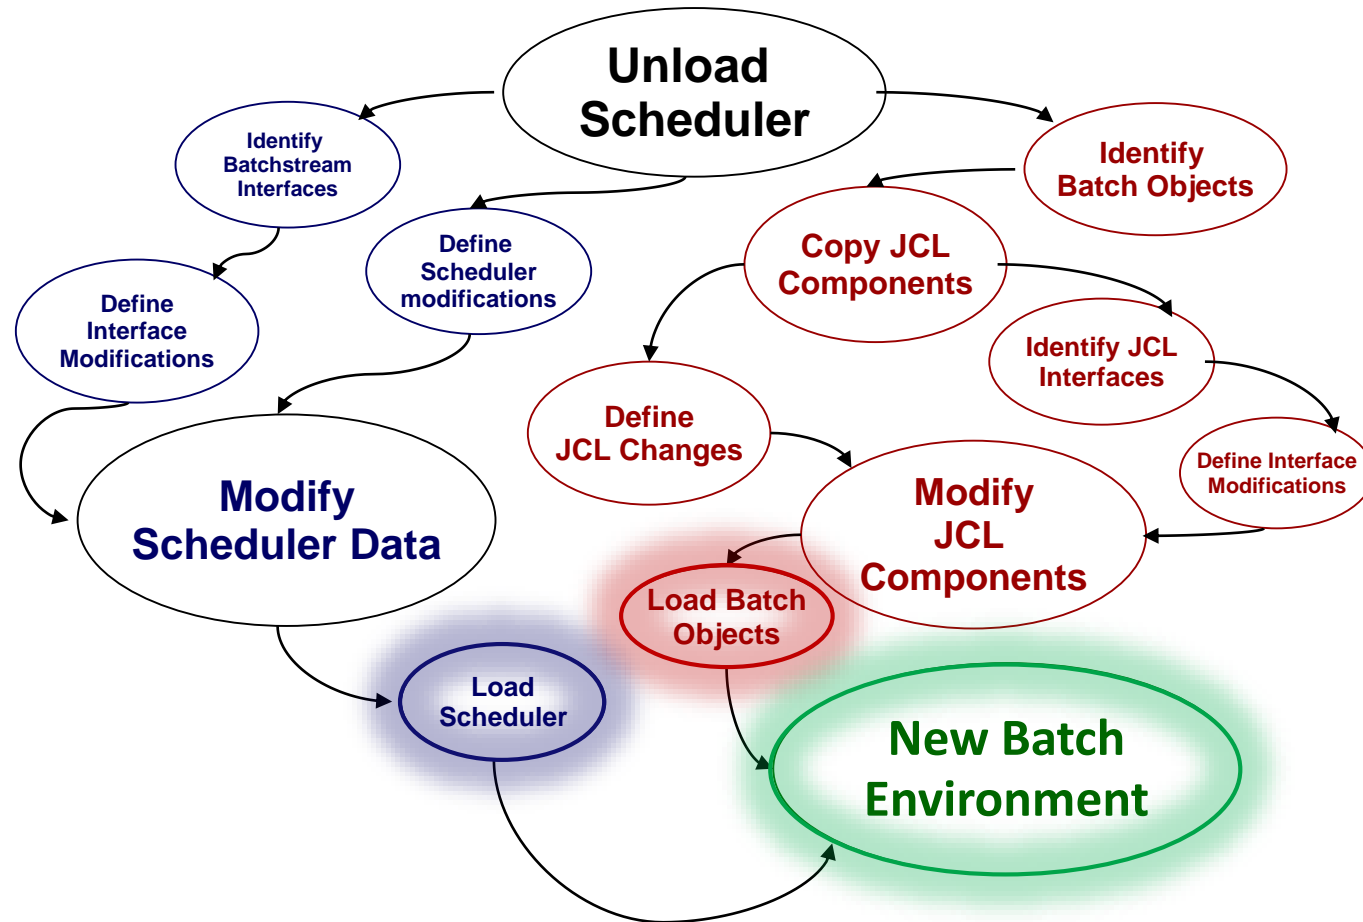 Unload
Scheduler
Identify
Batchstream
Interfaces
Identify
Batch Objects
Define
Scheduler
modifications
Copy JCL
Components
Define
Interface
Modifications
Identify JCL
Interfaces
Define
JCL Changes
Define Interface
Modifications
Modify
Scheduler Data
Modify
JCL
Components
Load Batch
Objects
Load
Scheduler
New Batch
Environment